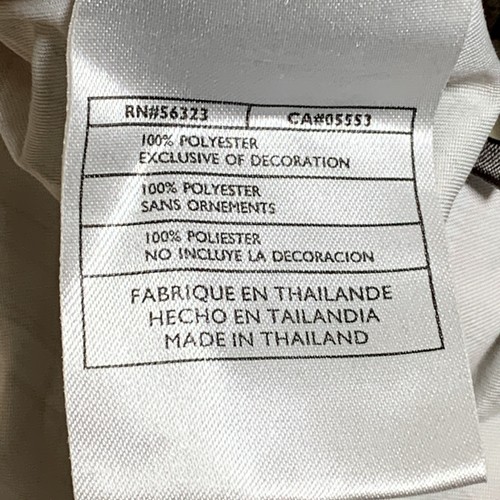 RN#56323 CA#05553
100% POLYESTER
EXCLUSIVE OF DECORATION
100% POLYESTER
SANS ORNEMENTS
100% POLIESTER
NO INCLUYE LA DECORACION
FABRIQUE EN THAILANDE
HECHO EN TAILANDIA
MADE IN THAILAND